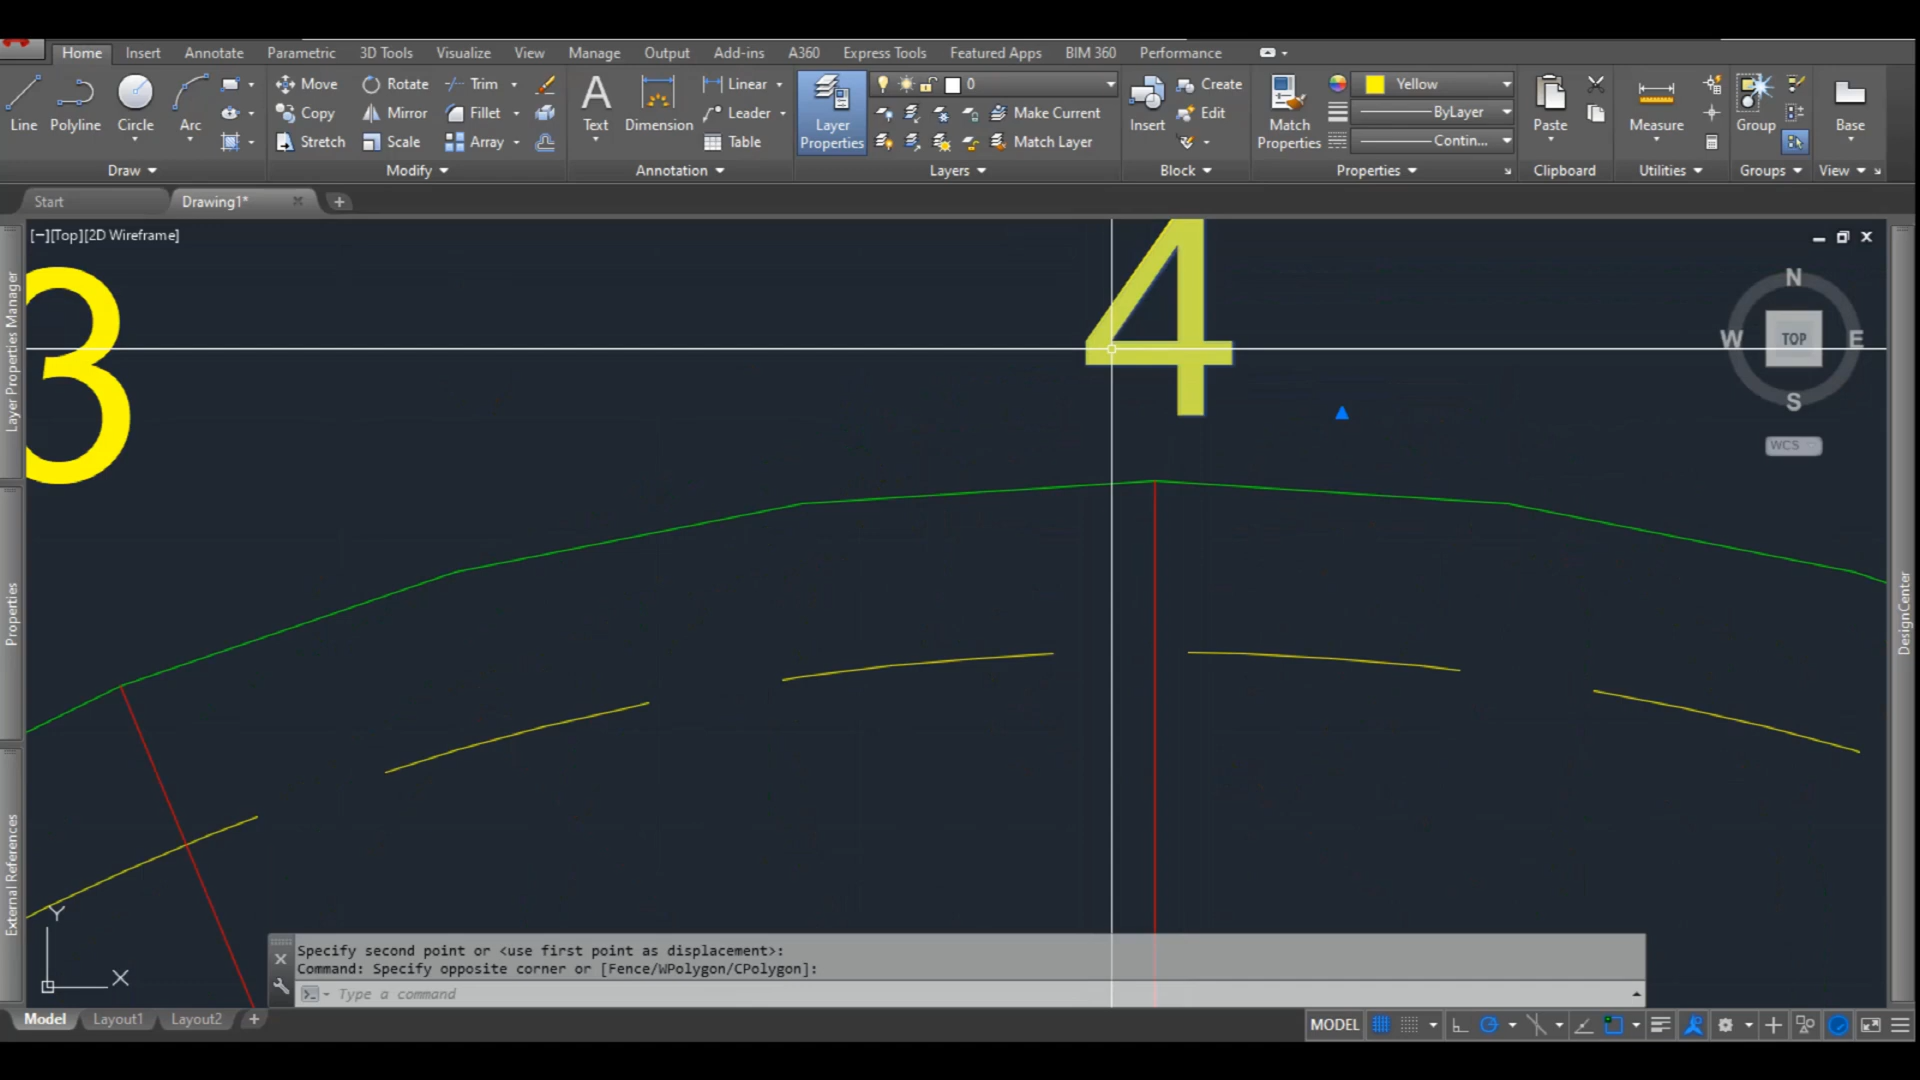 Home Insert Annotate Parametric 3D Tools Visualize View Manage Output Add-ins A360 Express Tools Featured Apps BIM 360 Performance
Line Polyline Circle Arc
Move Rotate Trim
Copy Mirror Fillet
Stretch Scale Array
Text Dimension
Linear
Leader
Table
Layer Properties
0
Make Current
Match Layer
Insert
Create
Edit
Match Properties
Yellow
ByLayer
Contin...
Paste
Measure
Group
Base
Draw Modify Annotation Layers Block Properties Clipboard Utilities Groups View
Start Drawing1*
[−][Top][2D Wireframe]
3
4
N
W TOP E
S
WCS
Layer Properties Manager
Properties
External References
DesignCenter
Y
X
Specify second point or <use first point as displacement>:
Command: Specify opposite corner or [Fence/WPolygon/CPolygon]:
Type a command
Model Layout1 Layout2
MODEL